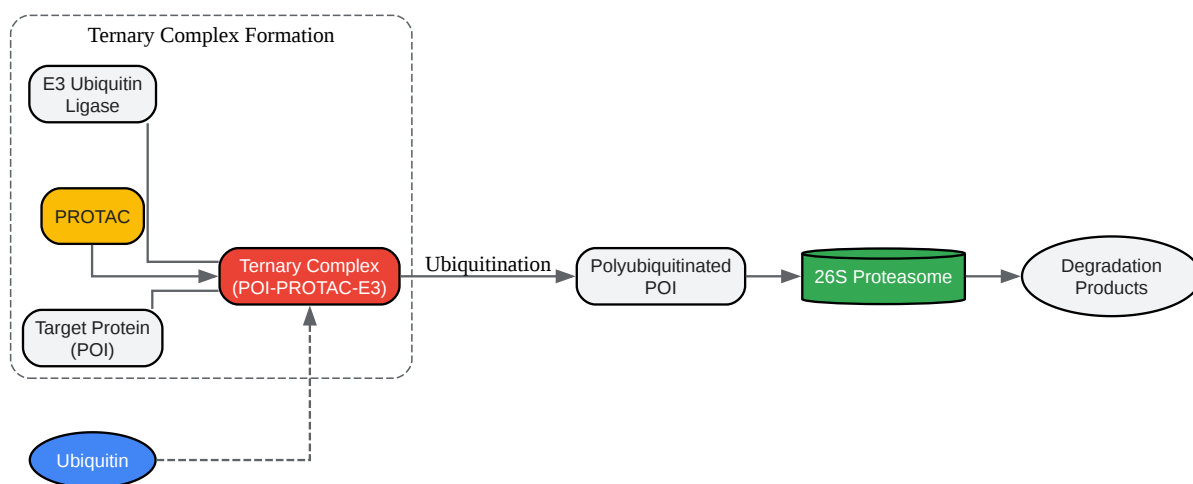 Ternary Complex Formation
E3 Ubiquitin
Ligase
PROTAC
Ternary Complex
(POI-PROTAC-E3)
Target Protein
(POI)
Ubiquitin
Ubiquitination
Polyubiquitinated
POI
26S Proteasome
Degradation
Products